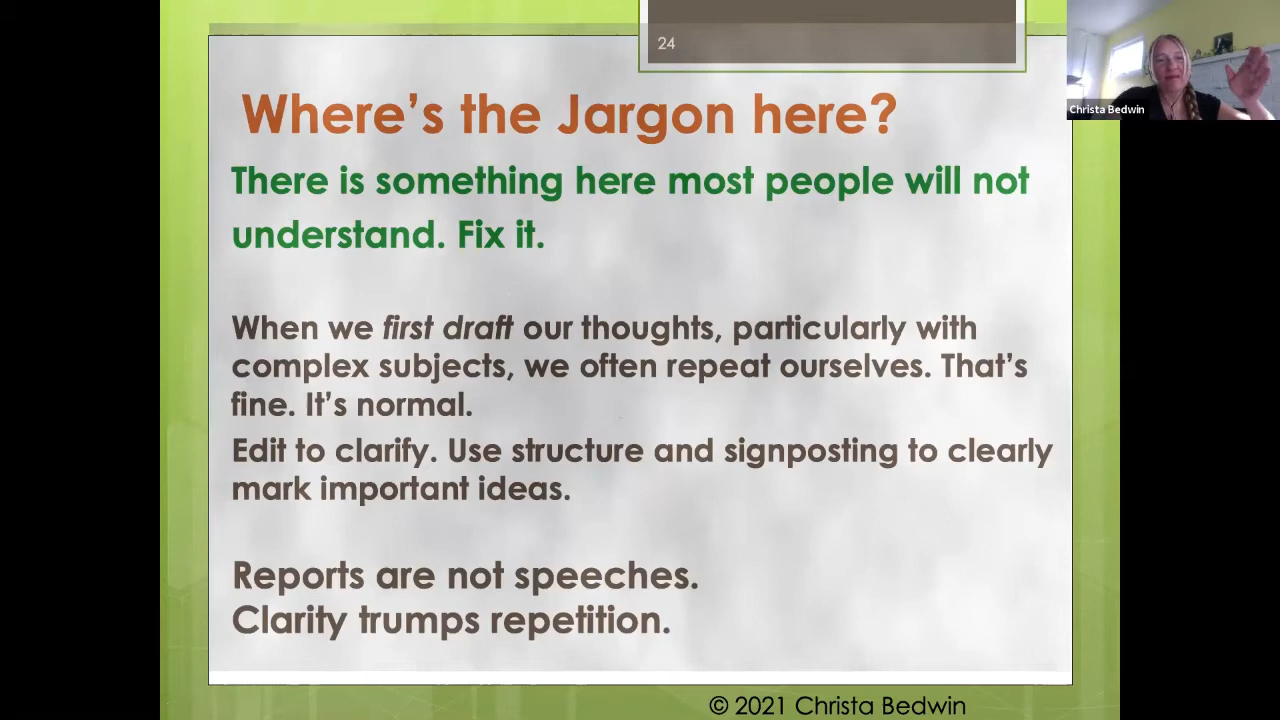 24
Christa Bedwin
Where's the Jargon here?
There is something here most people will not
understand. Fix it.
When we first draft our thoughts, particularly with
complex subjects, we often repeat ourselves. That's
fine. It's normal.
Edit to clarify. Use structure and signposting to clearly
mark important ideas.
Reports are not speeches.
Clarity trumps repetition.
© 2021 Christa Bedwin